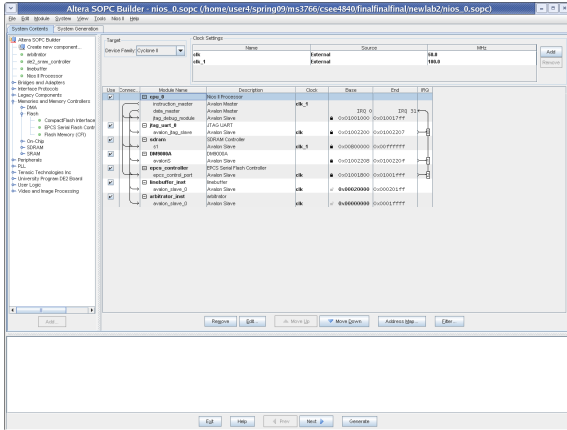 Altera SOPC Builder - nios_0.sopc (/home/user4/spring09/ms3766/csee4840/finalfinalfinal/newlab2/nios_0.sopc)
File Edit Module System View Tools Nios II Help
System Contents System Generation
Altera SOPC Builder
Create new component...
arbitrator
de2_sram_controller
linebuffer
Nios II Processor
Bridges and Adapters
Interface Protocols
Legacy Components
Memories and Memory Controllers
DMA
Flash
CompactFlash Interface
EPCS Serial Flash Contr
Flash Memory (CFI)
On-Chip
SDRAM
SRAM
Peripherals
PLL
Terasic Technologies Inc
University Program DE2 Board
User Logic
Video and Image Processing
Add...
Target
Device Family: Cyclone II
Clock Settings
Name Source MHz
clk External 50.0
clk_1 External 100.0
Add
Remove
Use Connec... Module Name Description Clock Base End IRQ
cpu_0 Nios II Processor
instruction_master Avalon Master clk_1
data_master Avalon Master IRQ 0 IRQ 31
jtag_debug_module Avalon Slave 0x01001000 0x010017ff
jtag_uart_0 JTAG UART
avalon_jtag_slave Avalon Slave clk 0x01002200 0x01002207
sdram SDRAM Controller
s1 Avalon Slave clk_1 0x00800000 0x00ffffff
DM9000A DM9000A
avalonS Avalon Slave clk 0x01002208 0x0100220f
epcs_controller EPCS Serial Flash Controller
epcs_control_port Avalon Slave clk 0x01001800 0x01001fff
linebuffer_inst linebuffer
avalon_slave_0 Avalon Slave clk 0x00020000 0x000201ff
arbitrator_inst arbitrator
avalon_slave_0 Avalon Slave clk 0x00000000 0x0001ffff
Remove Edit... Move Up Move Down Address Map... Filter...
Exit Help Prev Next Generate